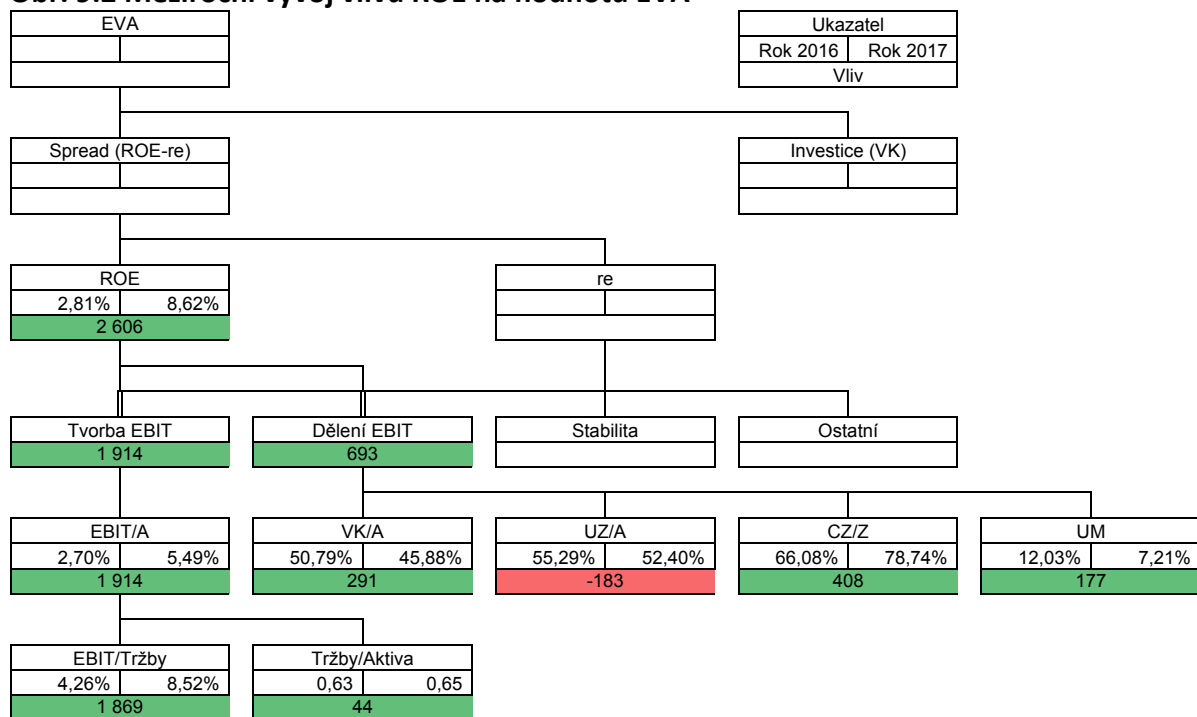 EVA
Ukazatel
Rok 2016 Rok 2017
Vliv
Spread (ROE-re)
Investice (VK)
ROE
re
2,81% 8,62%
2 606
Tvorba EBIT
Dělení EBIT
Stabilita
Ostatní
1 914
693
EBIT/A
VK/A
UZ/A
CZ/Z
UM
2,70% 5,49%
50,79% 45,88%
55,29% 52,40%
66,08% 78,74%
12,03% 7,21%
1 914
291
-183
408
177
EBIT/Tržby
Tržby/Aktiva
4,26% 8,52%
0,63 0,65
1 869
44